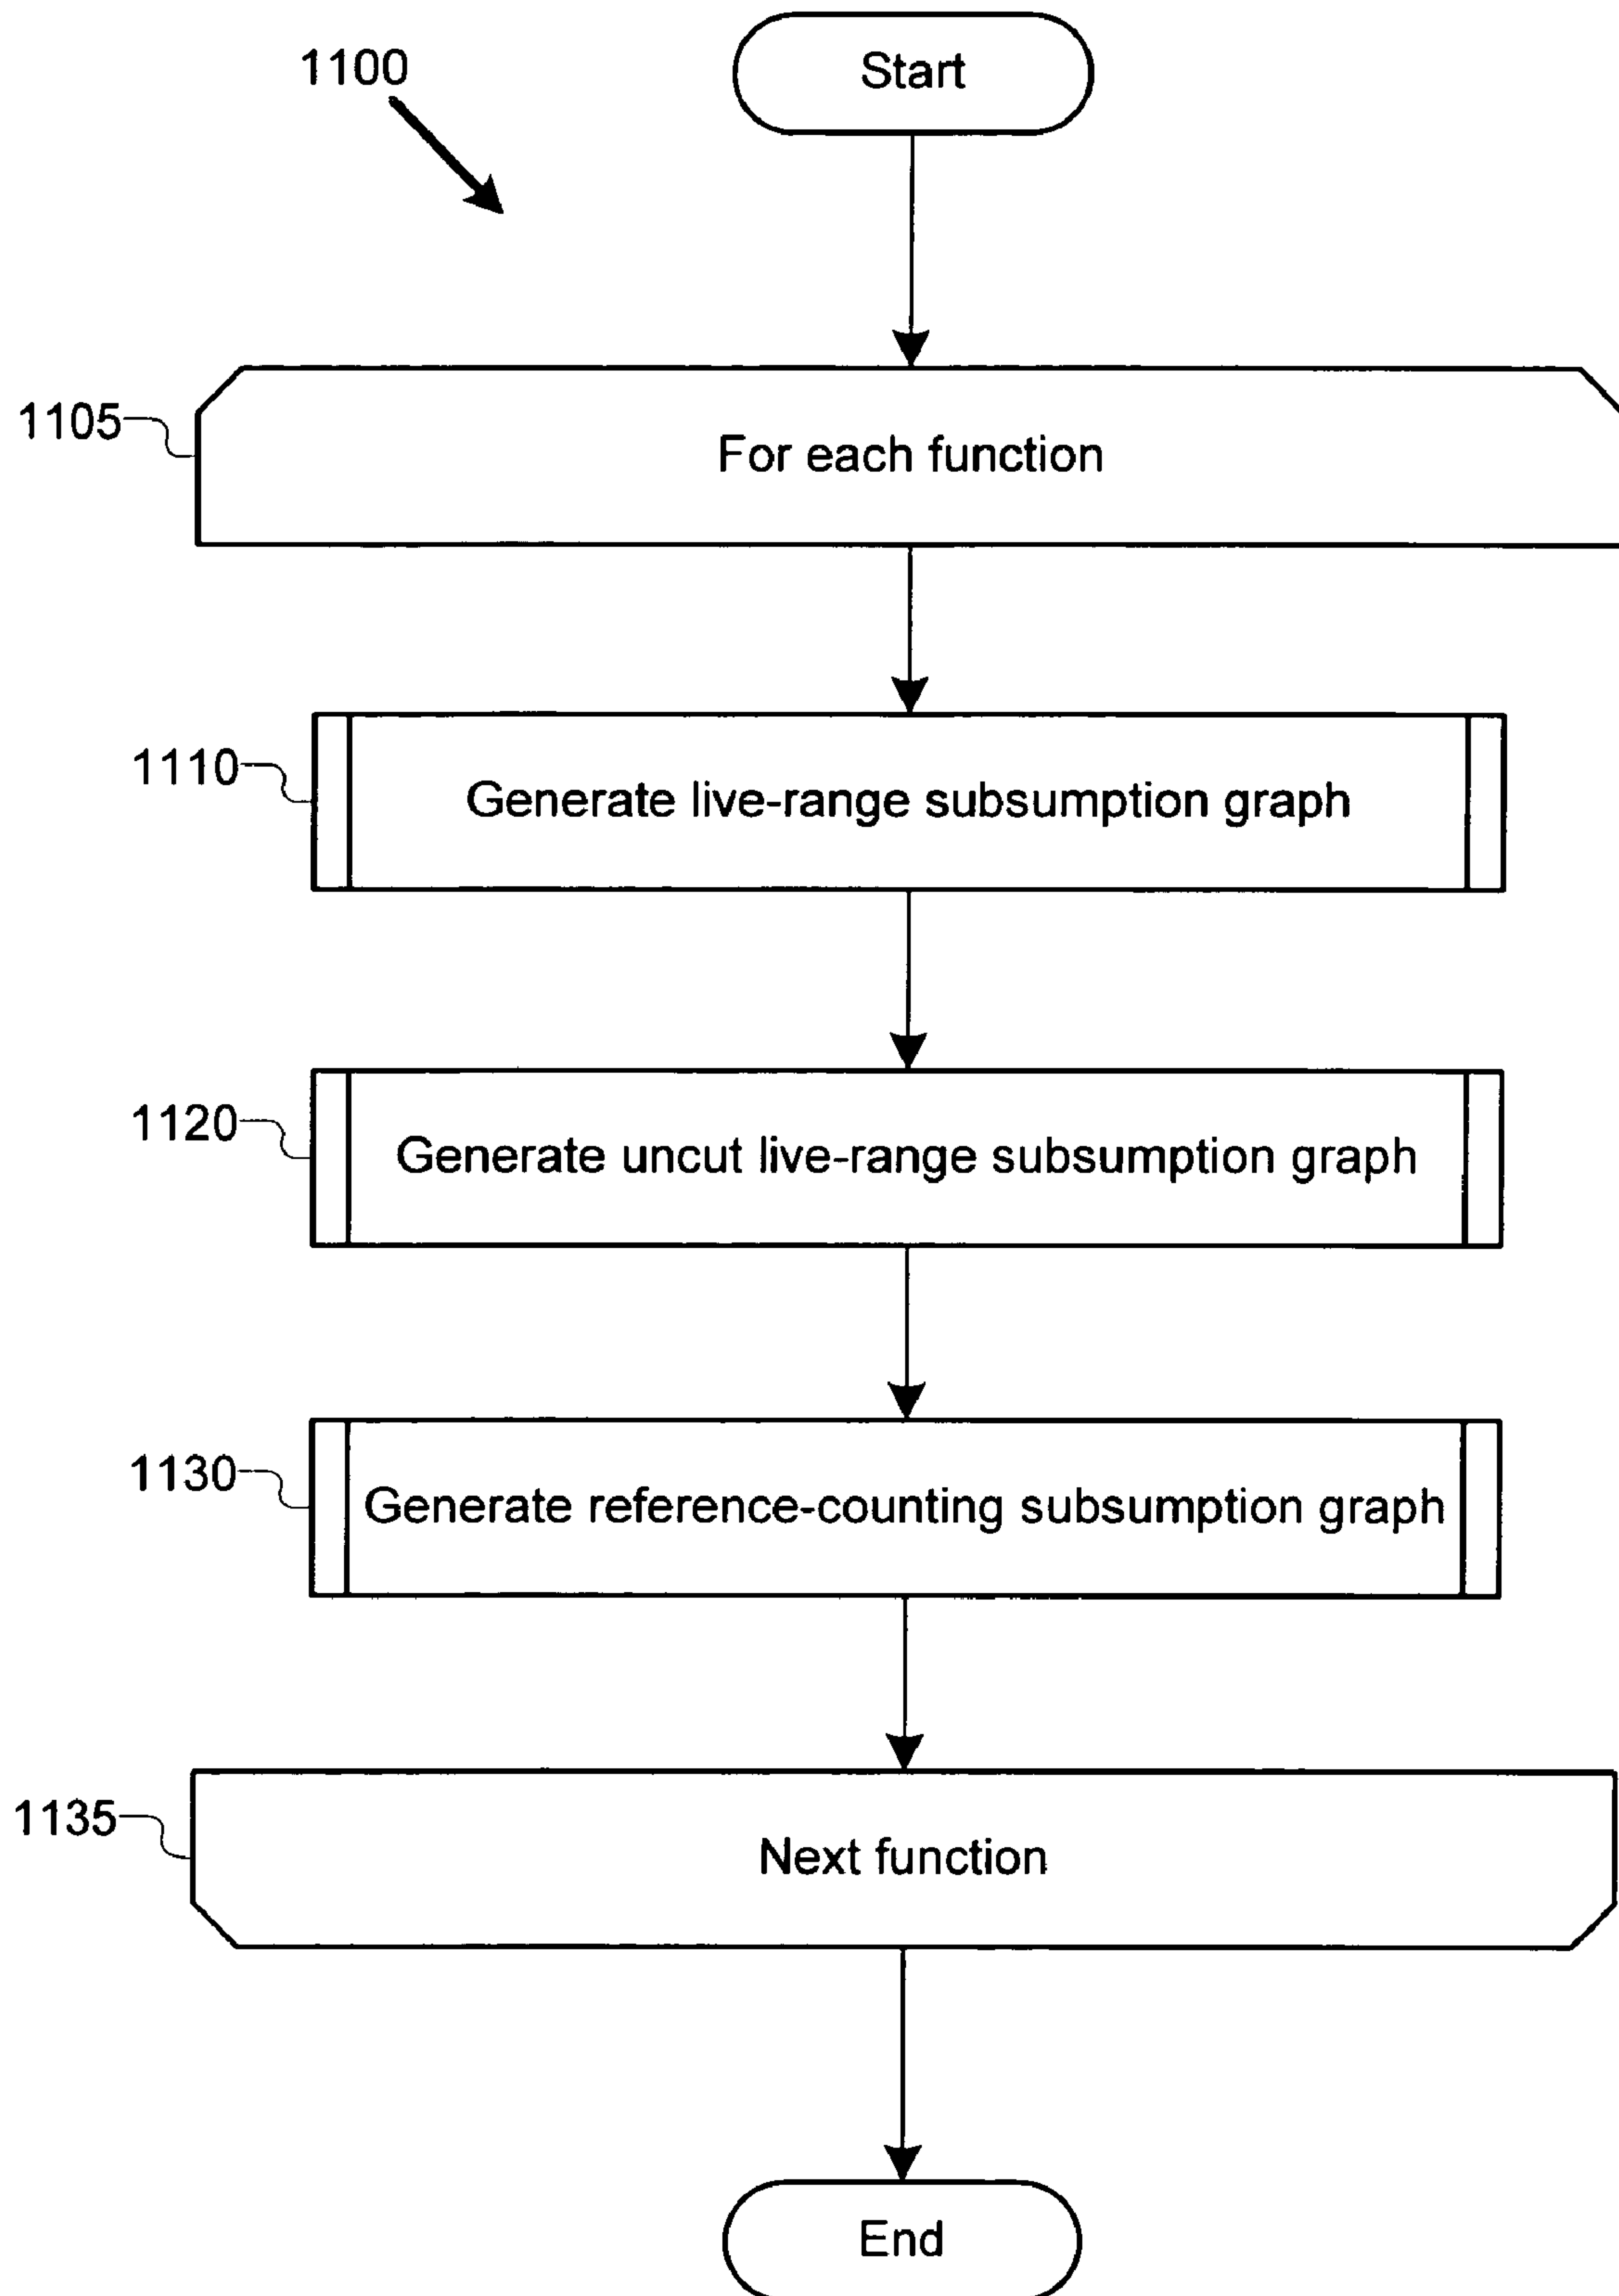 1100
Start
1105
For each function
1110
Generate live-range subsumption graph
1120
Generate uncut live-range subsumption graph
1130
Generate reference-counting subsumption graph
1135
Next function
End